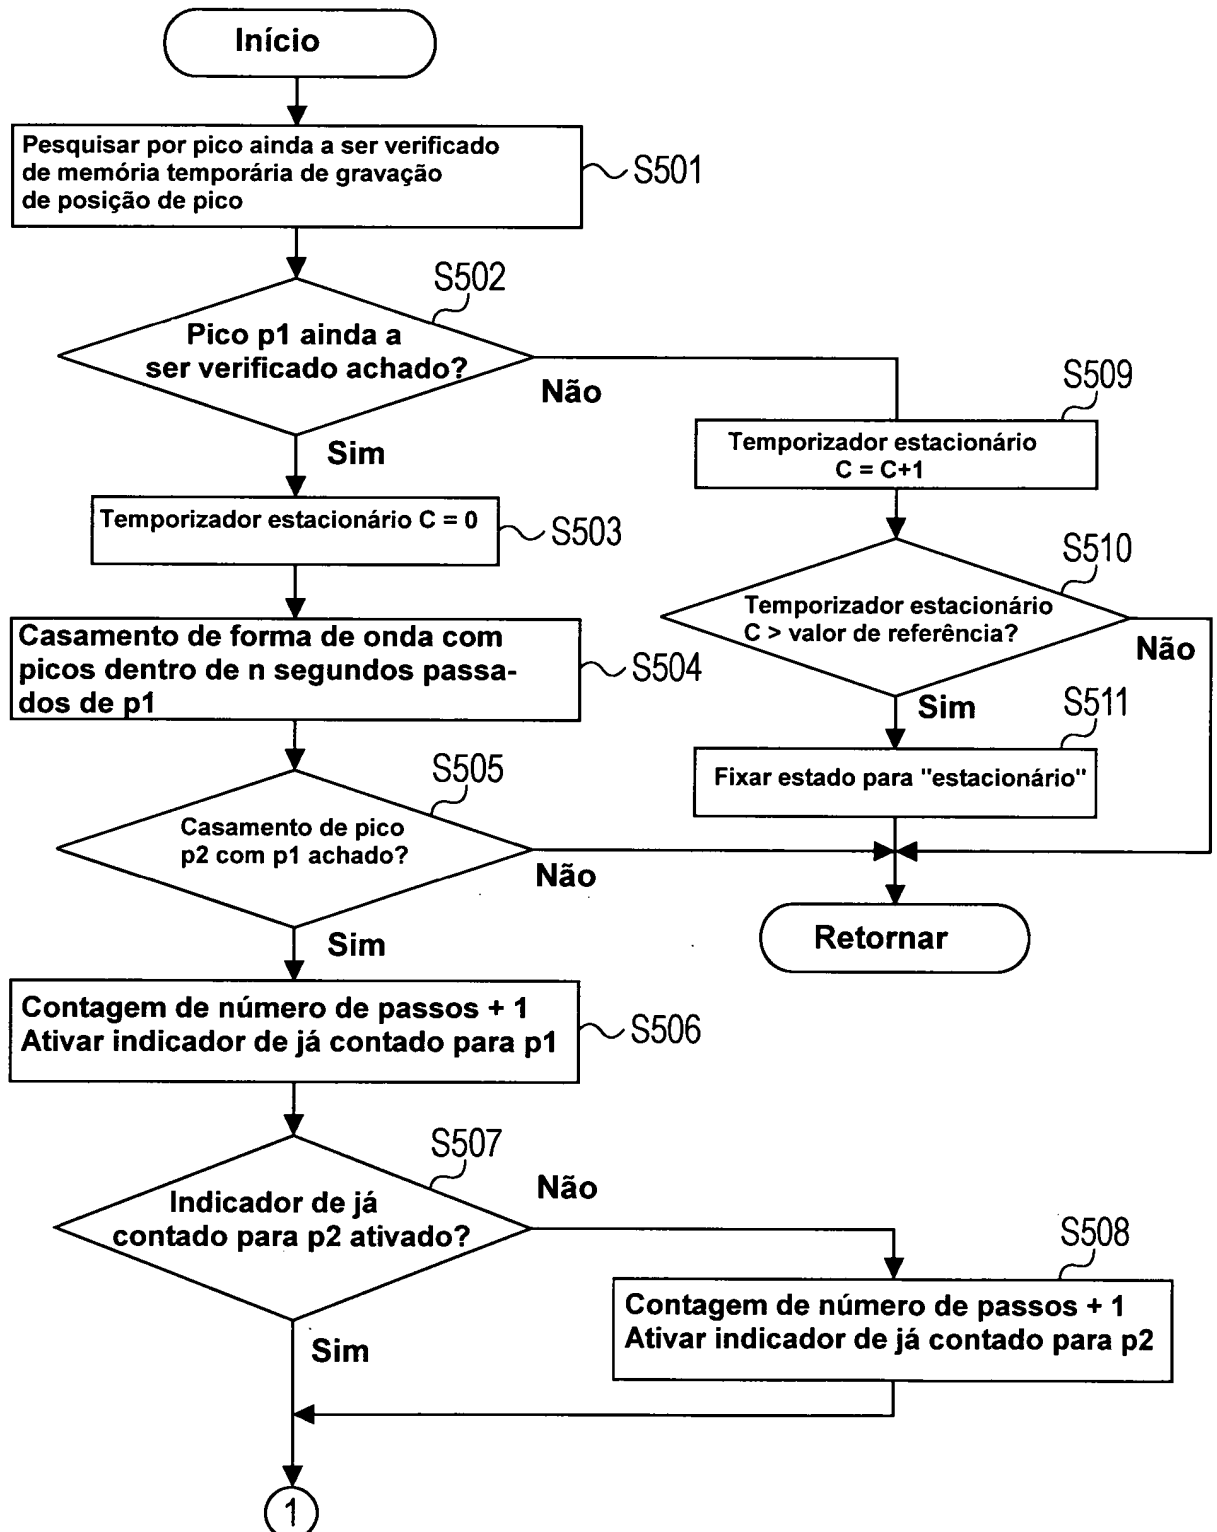 Início
Pesquisar por pico ainda a ser verificado
de memória temporária de gravação
de posição de pico
S501
S502
Pico p1 ainda a
ser verificado achado?
Não
Sim
S509
Temporizador estacionário
C = C+1
Temporizador estacionário C = 0
S503
S510
Temporizador estacionário
C > valor de referência?
Não
Sim
Casamento de forma de onda com
picos dentro de n segundos passa-
dos de p1
S504
S511
Fixar estado para "estacionário"
S505
Casamento de pico
p2 com p1 achado?
Não
Sim
Retornar
Contagem de número de passos + 1
Ativar indicador de já contado para p1
S506
S507
Indicador de já
contado para p2 ativado?
Não
Sim
S508
Contagem de número de passos + 1
Ativar indicador de já contado para p2
1